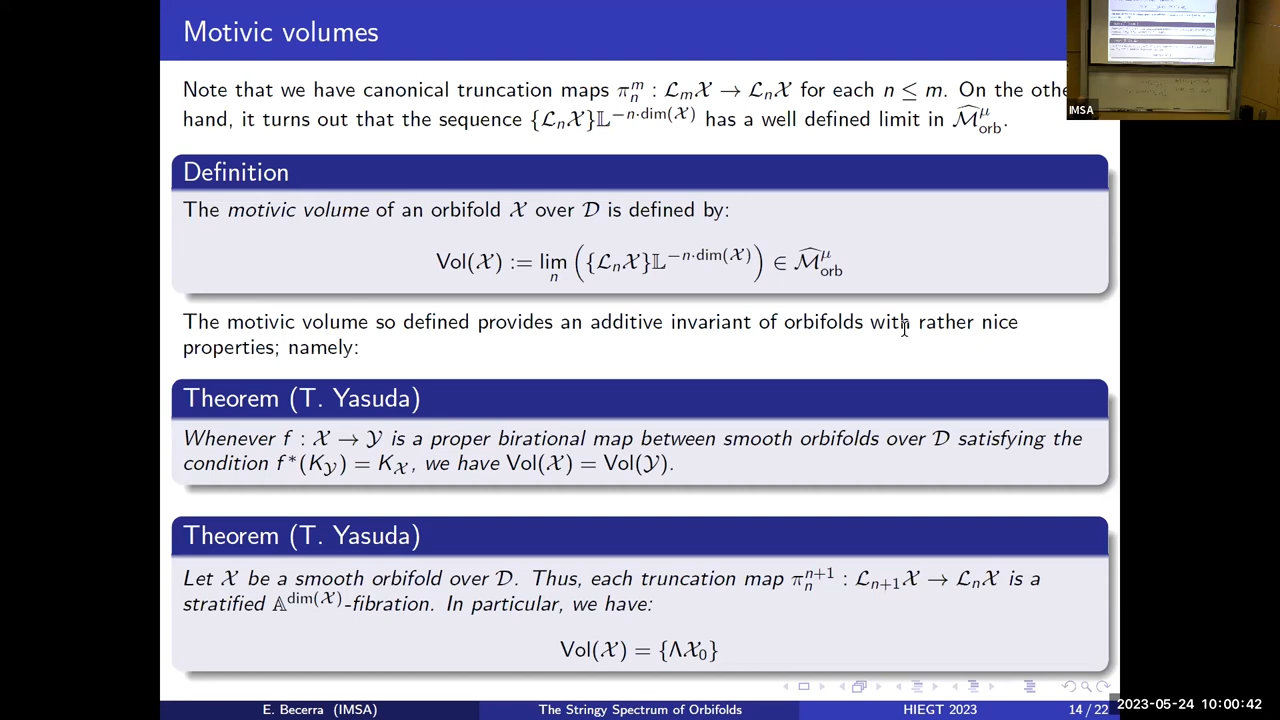 Motivic volumes
Note that we have canonical truncation maps π_n^m : 𝓛_m𝒳 → 𝓛_n𝒳 for each n ≤ m. On the othe
hand, it turns out that the sequence {𝓛_n𝒳}𝕃^{−n·dim(𝒳)} has a well defined limit in \widehat{ℳ}^μ_{orb}.
IMSA
Definition
The motivic volume of an orbifold 𝒳 over 𝒟 is defined by:
Vol(𝒳) := lim_n ({𝓛_n𝒳}𝕃^{−n·dim(𝒳)}) ∈ \widehat{ℳ}^μ_{orb}
The motivic volume so defined provides an additive invariant of orbifolds with rather nice
properties; namely:
Theorem (T. Yasuda)
Whenever f : 𝒳 → 𝒴 is a proper birational map between smooth orbifolds over 𝒟 satisfying the
condition f*(K_𝒴) = K_𝒳, we have Vol(𝒳) = Vol(𝒴).
Theorem (T. Yasuda)
Let 𝒳 be a smooth orbifold over 𝒟. Thus, each truncation map π_n^{n+1} : 𝓛_{n+1}𝒳 → 𝓛_n𝒳 is a
stratified 𝔸^{dim(𝒳)}-fibration. In particular, we have:
Vol(𝒳) = {Λ𝒳_0}
E. Becerra (IMSA) The Stringy Spectrum of Orbifolds HIEGT 2023 14 / 22
2023-05-24 10:00:42